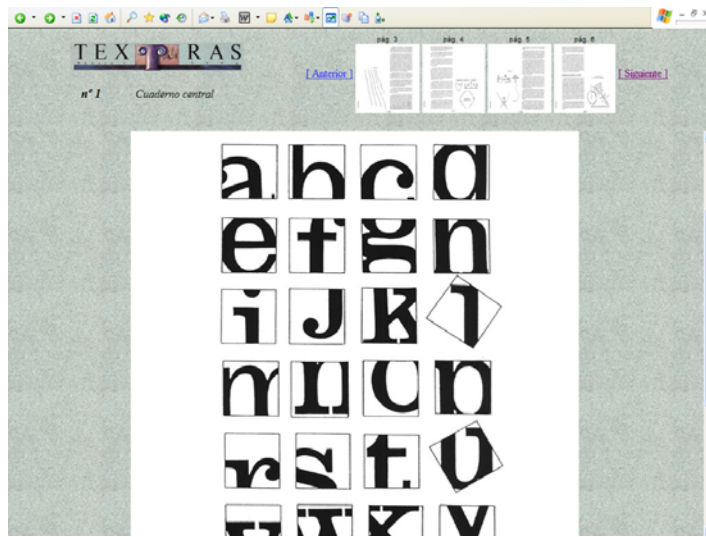 TEXTURAS
nº 1 Cuaderno central
[ Anterior ]
pág. 3 pág. 4 pág. 5 pág. 6
[ Siguiente ]
a b c d
e f g h
i j k l
m n o p
r s t u
v w x y